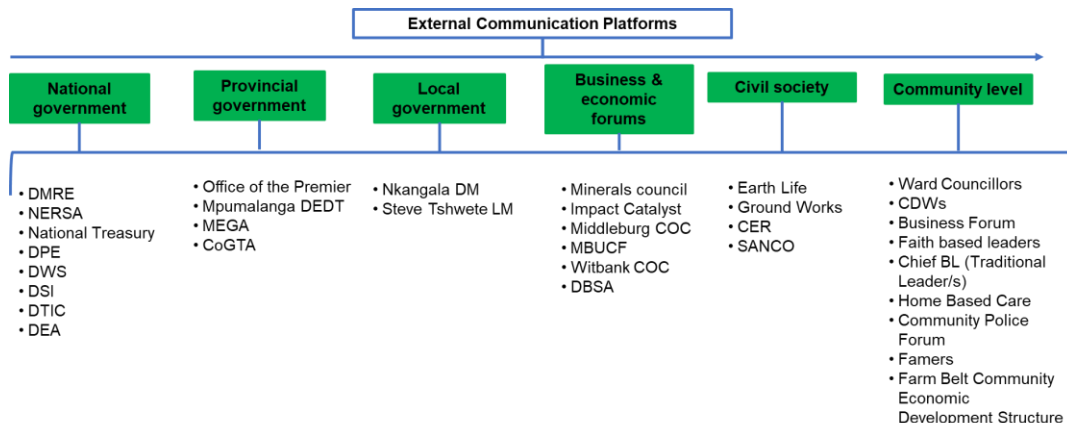 External Communication Platforms
National
government
Provincial
government
Local
government
Business &
economic
forums
Civil society
Community level
• DMRE
• NERSA
• National Treasury
• DPE
• DWS
• DSI
• DTIC
• DEA
• Office of the Premier
• Mpumalanga DEDT
• MEGA
• CoGTA
• Nkangala DM
• Steve Tshwete LM
• Minerals council
• Impact Catalyst
• Middleburg COC
• MBUCF
• Witbank COC
• DBSA
• Earth Life
• Ground Works
• CER
• SANCO
• Ward Councillors
• CDWs
• Business Forum
• Faith based leaders
• Chief BL (Traditional
Leader/s)
• Home Based Care
• Community Police
Forum
• Famers
• Farm Belt Community
Economic
Development Structure